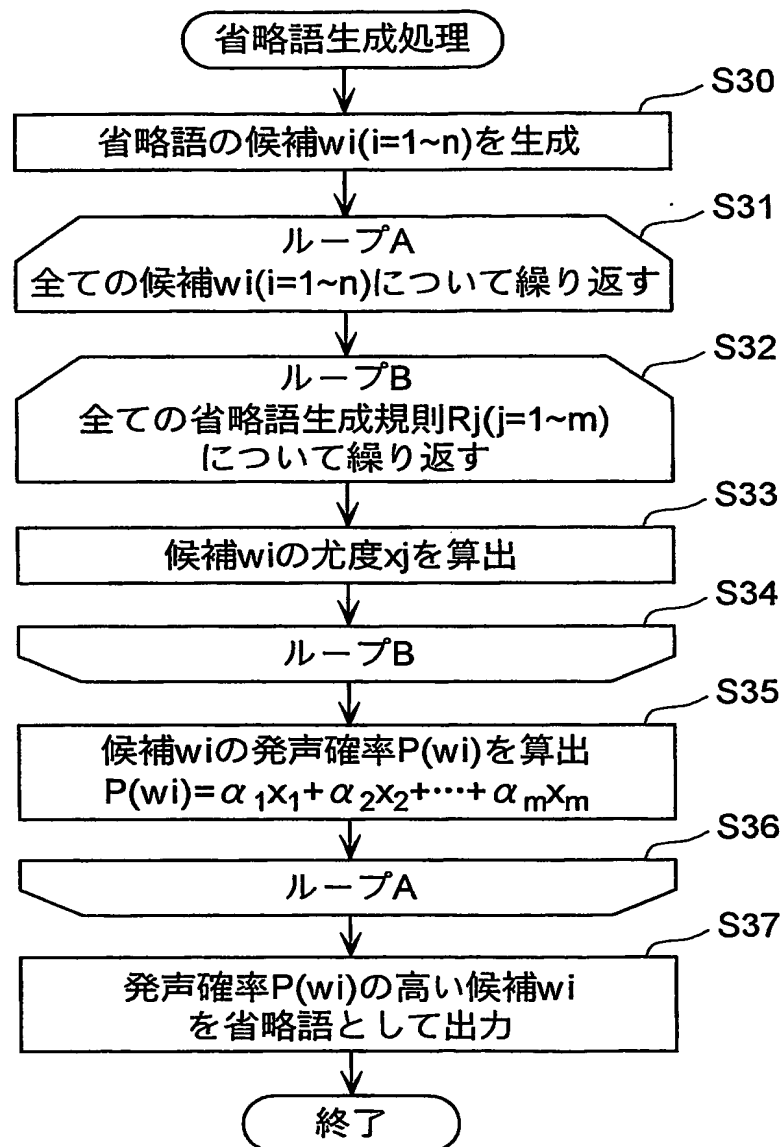 省略語生成処理
S30
省略語の候補wi(i=1~n)を生成
S31
ループA
全ての候補wi(i=1~n)について繰り返す
S32
ループB
全ての省略語生成規則Rj(j=1~m)
について繰り返す
S33
候補wiの尤度xjを算出
S34
ループB
S35
候補wiの発声確率P(wi)を算出
P(wi)=α₁x₁+α₂x₂+···+αₘxₘ
S36
ループA
S37
発声確率P(wi)の高い候補wi
を省略語として出力
終了